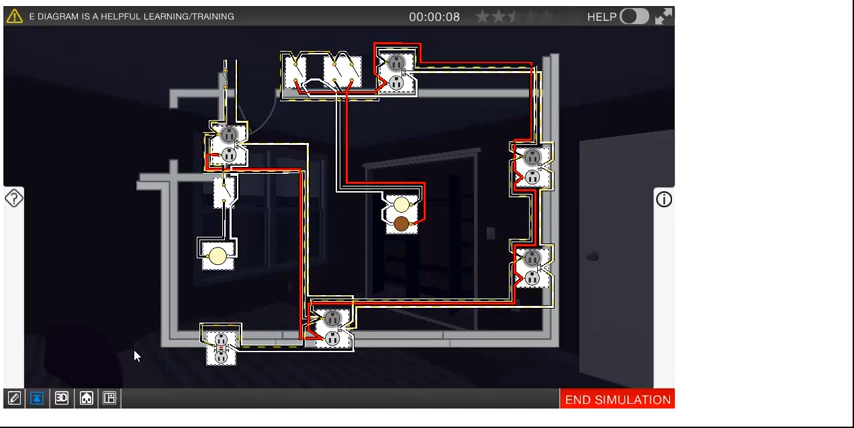 E DIAGRAM IS A HELPFUL LEARNING/TRAINING
00:00:08
HELP
3D
END SIMULATION